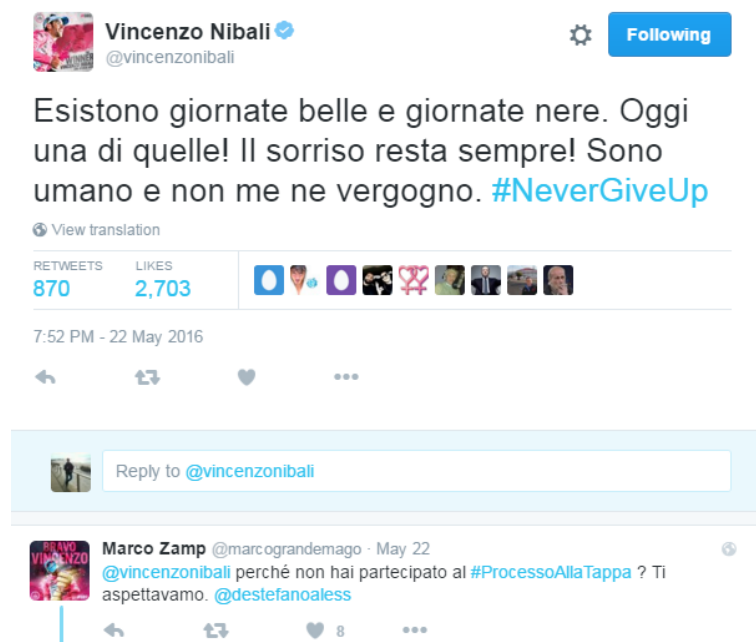 Vincenzo Nibali
@vincenzonibali
Following
Esistono giornate belle e giornate nere. Oggi
una di quelle! Il sorriso resta sempre! Sono
umano e non me ne vergogno. #NeverGiveUp
View translation
RETWEETS LIKES
870 2,703
7:52 PM - 22 May 2016
Reply to @vincenzonibali
BRAVO
VINCENZO
Marco Zamp @marcograndemago · May 22
@vincenzonibali perché non hai partecipato al #ProcessoAllaTappa ? Ti
aspettavamo. @destefanoaless
8